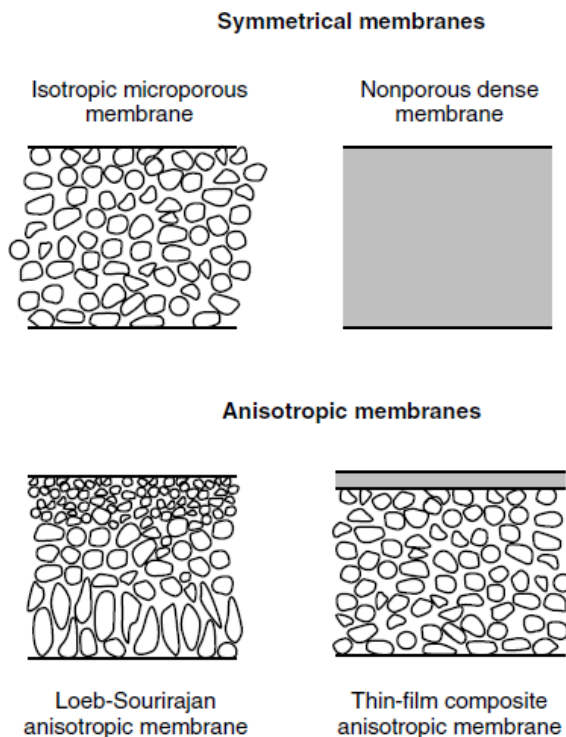 Symmetrical membranes
Isotropic microporous
membrane
Nonporous dense
membrane
Anisotropic membranes
Loeb-Sourirajan
anisotropic membrane
Thin-film composite
anisotropic membrane